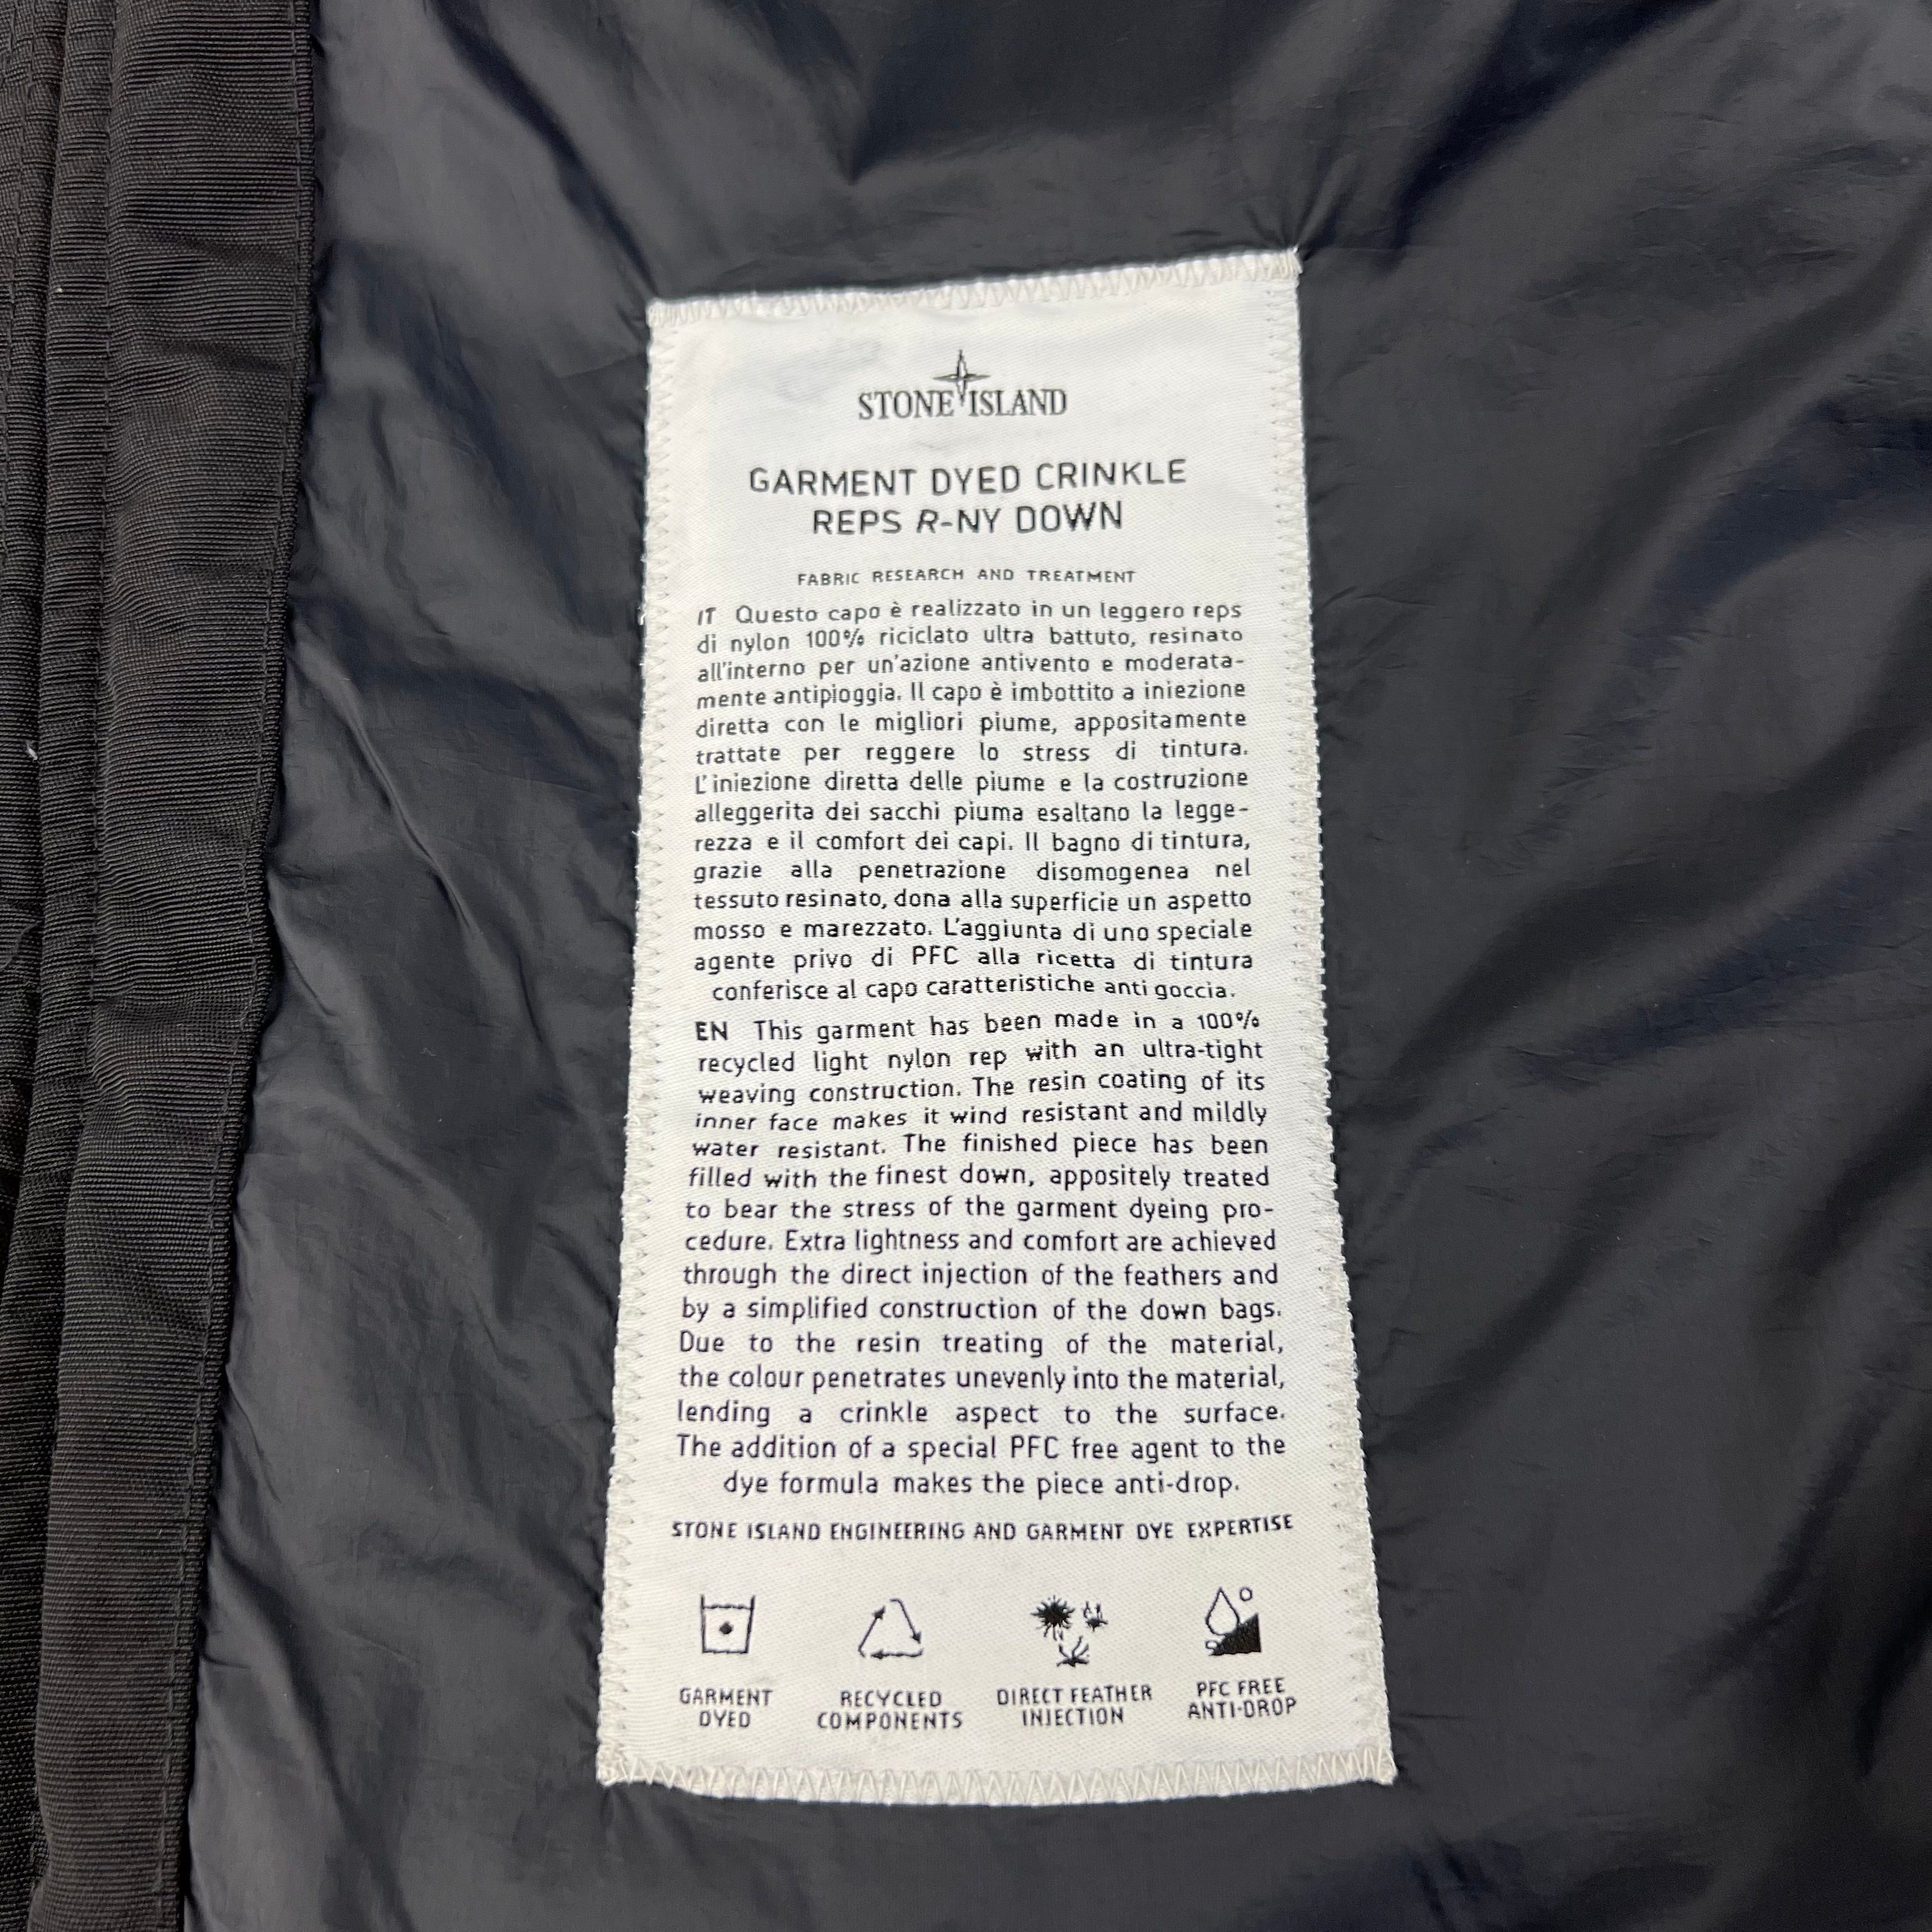 STONE ISLAND
GARMENT DYED CRINKLE
REPS R-NY DOWN
FABRIC RESEARCH AND TREATMENT
IT Questo capo è realizzato in un leggero reps
di nylon 100% riciclato ultra battuto, resinato
all'interno per un'azione antivento e moderata-
mente antipioggia. Il capo è imbottito a iniezione
diretta con le migliori piume, appositamente
trattate per reggere lo stress di tintura.
L'iniezione diretta delle piume e la costruzione
alleggerita dei sacchi piuma esaltano la legge-
rezza e il comfort dei capi. Il bagno di tintura,
grazie alla penetrazione disomogenea nel
tessuto resinato, dona alla superficie un aspetto
mosso e marezzato. L'aggiunta di uno speciale
agente privo di PFC alla ricetta di tintura
conferisce al capo caratteristiche anti goccia.
EN This garment has been made in a 100%
recycled light nylon rep with an ultra-tight
weaving construction. The resin coating of its
inner face makes it wind resistant and mildly
water resistant. The finished piece has been
filled with the finest down, appositely treated
to bear the stress of the garment dyeing pro-
cedure. Extra lightness and comfort are achieved
through the direct injection of the feathers and
by a simplified construction of the down bags.
Due to the resin treating of the material,
the colour penetrates unevenly into the material,
lending a crinkle aspect to the surface.
The addition of a special PFC free agent to the
dye formula makes the piece anti-drop.
STONE ISLAND ENGINEERING AND GARMENT DYE EXPERTISE
GARMENT
DYED
RECYCLED
COMPONENTS
DIRECT FEATHER
INJECTION
PFC FREE
ANTI-DROP